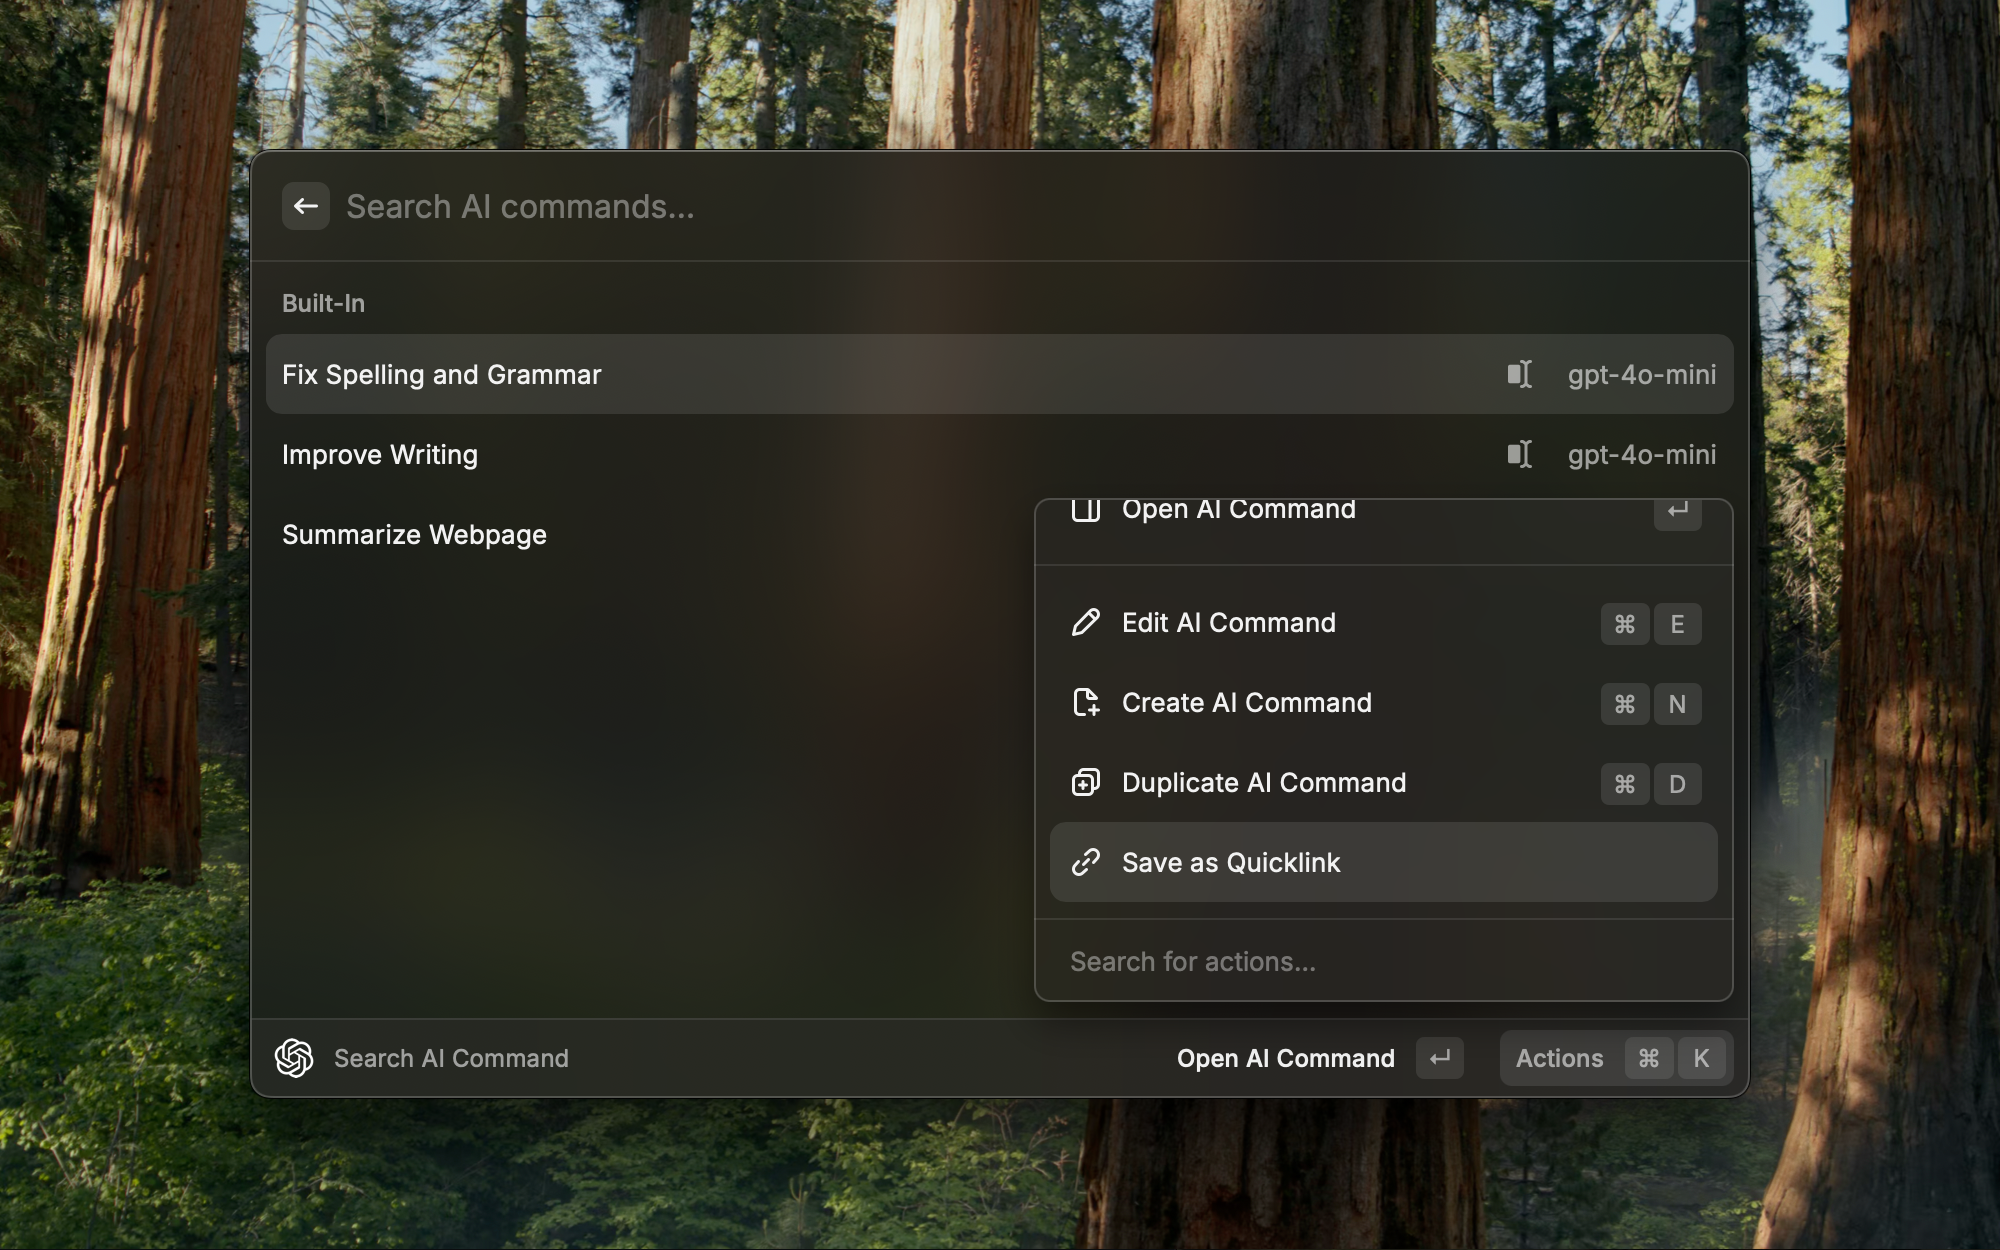 Search AI commands...
Built-In
Fix Spelling and Grammar gpt-4o-mini
Improve Writing gpt-4o-mini
Summarize Webpage
Open AI Command ↵
Edit AI Command ⌘ E
Create AI Command ⌘ N
Duplicate AI Command ⌘ D
Save as Quicklink
Search for actions...
Search AI Command Open AI Command ↵ Actions ⌘ K